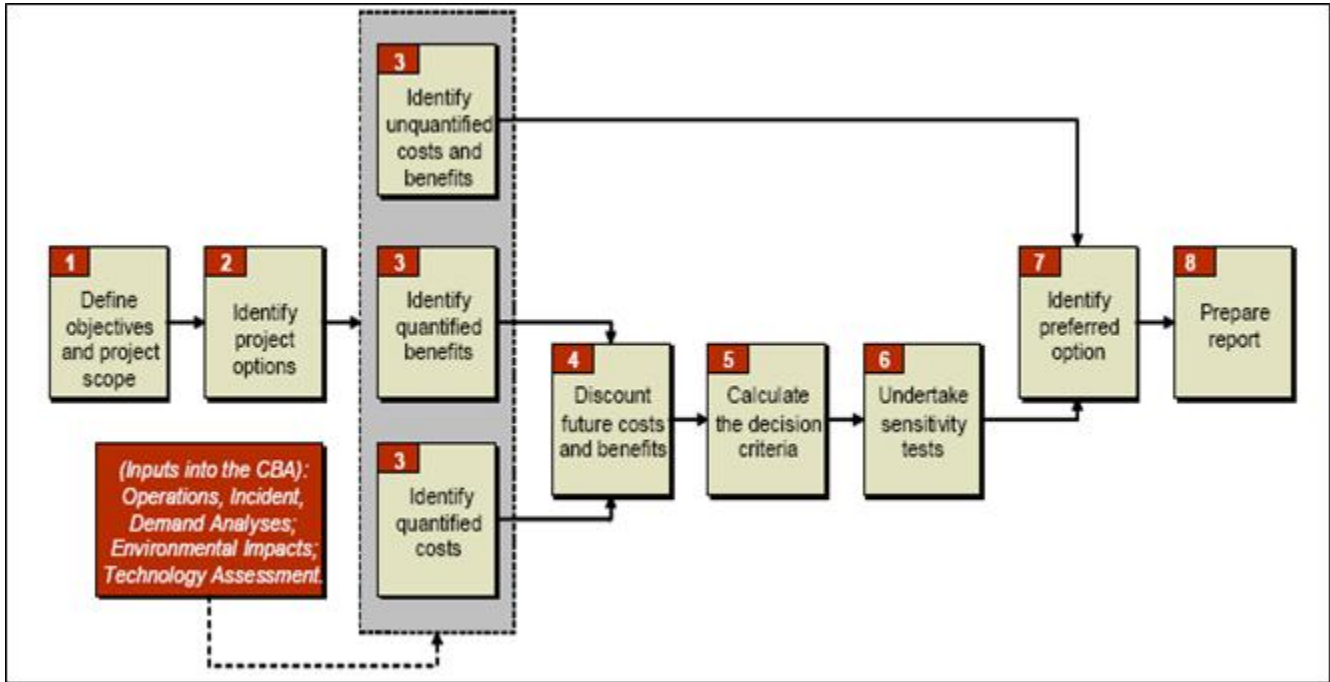 3
Identify
unquantified
costs and
benefits
1
Define
objectives
and project
scope
2
Identify
project
options
3
Identify
quantified
benefits
3
Identify
quantified
costs
4
Discount
future costs
and benefits
5
Calculate
the decision
criteria
6
Undertake
sensitivity
tests
7
Identify
preferred
option
8
Prepare
report
(Inputs into the CBA):
Operations, Incident,
Demand Analyses;
Environmental Impacts;
Technology Assessment.